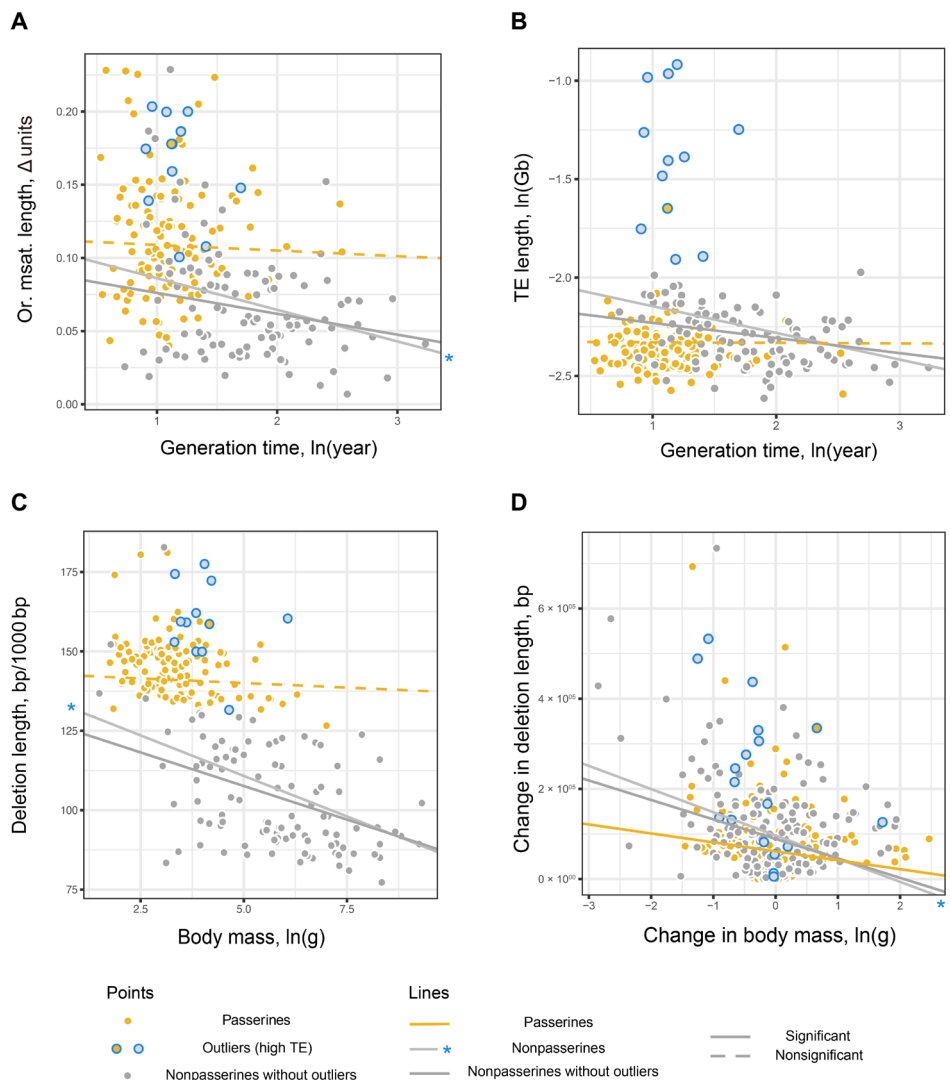 A
Or. msat. length, Δ units
0.20
0.15
0.10
0.05
0.00
*
1
2
3
Generation time, ln(year)
B
TE length, ln(Gb)
−1.0
−1.5
−2.0
−2.5
1
2
3
Generation time, ln(year)
C
Deletion length, bp/1000bp
175
150
125
100
75
*
2.5
5.0
7.5
Body mass, ln(g)
D
Change in deletion length, bp
6 × 10⁰⁵
4 × 10⁰⁵
2 × 10⁰⁵
0 × 10⁰⁰
−3
−2
−1
0
1
2
*
Change in body mass, ln(g)
Points
Passerines
Outliers (high TE)
Nonpasserines without outliers
Lines
Passerines
* Nonpasserines
Nonpasserines without outliers
Significant
Nonsignificant